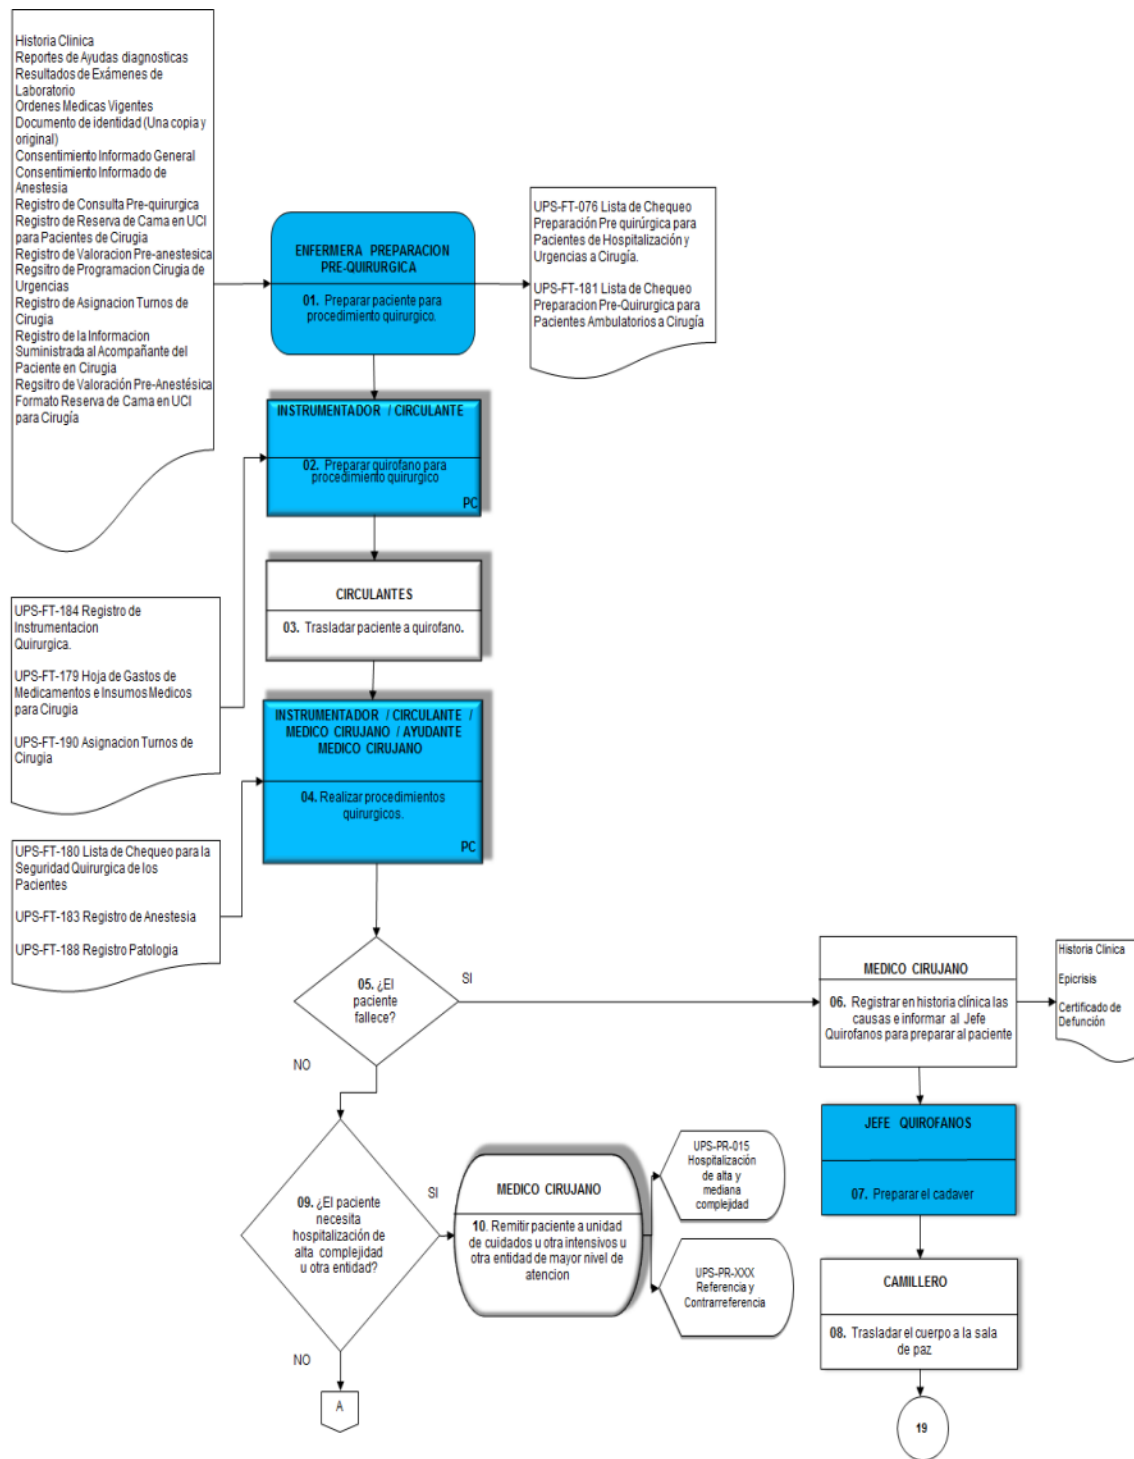 Historia Clinica
Reportes de Ayudas diagnosticas
Resultados de Exámenes de
Laboratorio
Ordenes Medicas Vigentes
Documento de identidad (Una copia y
original)
Consentimiento Informado General
Consentimiento Informado de
Anestesia
Registro de Consulta Pre-quirurgica
Registro de Reserva de Cama en UCI
para Pacientes de Cirugia
Registro de Valoracion Pre-anestesica
Regsitro de Programacion Cirugia de
Urgencias
Registro de Asignacion Turnos de
Cirugia
Registro de la Informacion
Suministrada al Acompañante del
Paciente en Cirugia
Regsitro de Valoración Pre-Anestésica
Formato Reserva de Cama en UCI
para Cirugía
ENFERMERA PREPARACION
PRE-QUIRURGICA
01. Preparar paciente para
procedimiento quirurgico.
UPS-FT-076 Lista de Chequeo
Preparación Pre quirúrgica para
Pacientes de Hospitalización y
Urgencias a Cirugía.
UPS-FT-181 Lista de Chequeo
Preparacion Pre-Quirurgica para
Pacientes Ambulatorios a Cirugía
INSTRUMENTADOR / CIRCULANTE
02. Preparar quirofano para
procedimiento quirurgico
PC
CIRCULANTES
03. Trasladar paciente a quirofano.
UPS-FT-184 Registro de
Instrumentacion
Quirurgica.
UPS-FT-179 Hoja de Gastos de
Medicamentos e Insumos Medicos
para Cirugia
UPS-FT-190 Asignacion Turnos de
Cirugia
INSTRUMENTADOR / CIRCULANTE /
MEDICO CIRUJANO / AYUDANTE
MEDICO CIRUJANO
04. Realizar procedimientos
quirurgicos.
PC
UPS-FT-180 Lista de Chequeo para la
Seguridad Quirurgica de los
Pacientes
UPS-FT-183 Registro de Anestesia
UPS-FT-188 Registro Patologia
05. ¿El
paciente
fallece?
SI
NO
MEDICO CIRUJANO
06. Registrar en historia clínica las
causas e informar al Jefe
Quirofanos para preparar al paciente
Historia Clinica
Epicrisis
Certificado de
Defunción
JEFE QUIROFANOS
07. Preparar el cadaver
CAMILLERO
08. Trasladar el cuerpo a la sala
de paz
19
09. ¿El paciente
necesita
hospitalización de
alta complejidad
u otra entidad?
SI
NO
MEDICO CIRUJANO
10. Remitir paciente a unidad
de cuidados u otra intensivos u
otra entidad de mayor nivel de
atencion
UPS-PR-015
Hospitalización
de alta y
mediana
complejidad
UPS-PR-XXX
Referencia y
Contrarreferencia
A